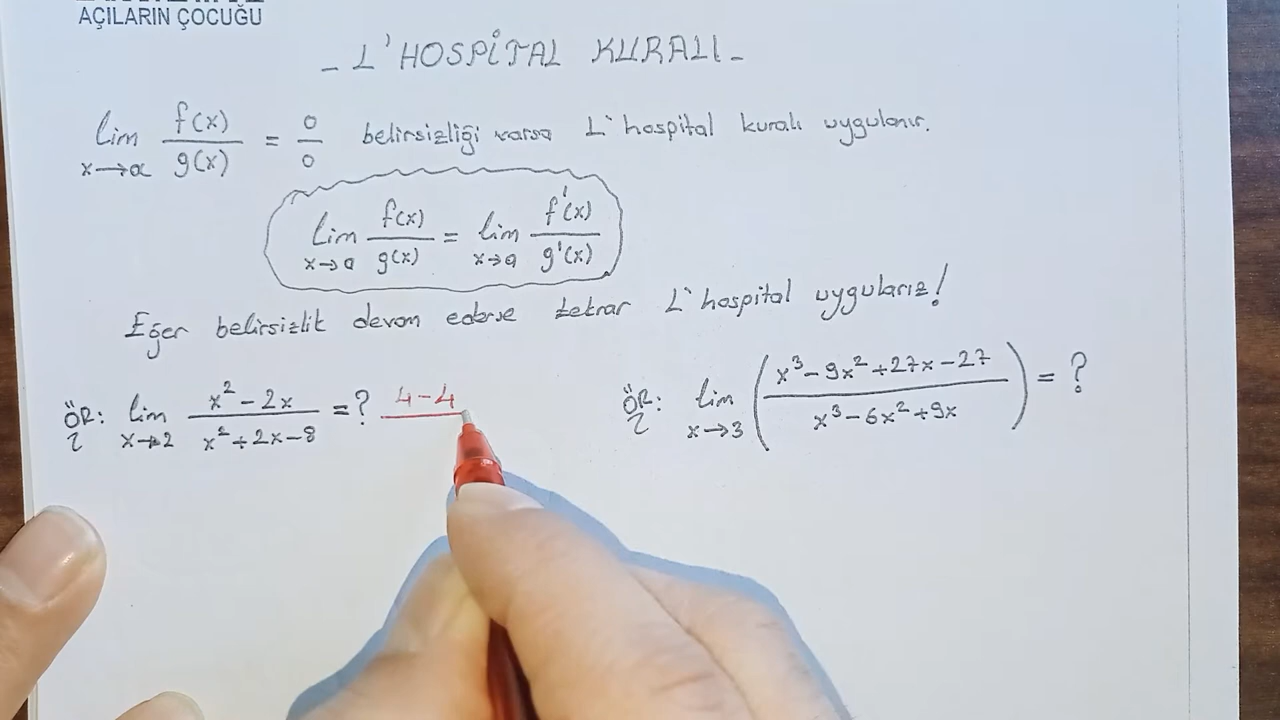 AÇILARIN ÇOCUĞU
- L'HOSPİTAL KURALI -
lim x→a f(x)/g(x) = 0/0 belirsizliği varsa L'hospital kuralı uygulanır.
lim x→a f(x)/g(x) = lim x→a f'(x)/g'(x)
Eğer belirsizlik devam ederse tekrar L'hospital uygularız!
ÖR: lim x→2 x²-2x / x²+2x-8 = ? 4-4
ÖR: lim x→3 (x³-9x²+27x-27 / x³-6x²+9x) = ?